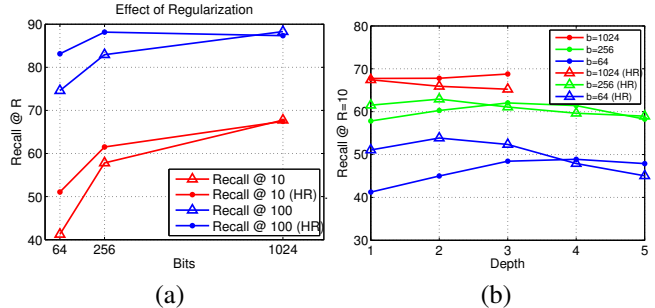 Effect of Regularization
90
80
70
60
50
40
64
256
1024
Recall @ R
Bits
Recall @ 10
Recall @ 10 (HR)
Recall @ 100
Recall @ 100 (HR)
(a)
80
70
60
50
40
30
1
2
3
4
5
Recall @ R=10
Depth
b=1024
b=256
b=64
b=1024 (HR)
b=256 (HR)
b=64 (HR)
(b)